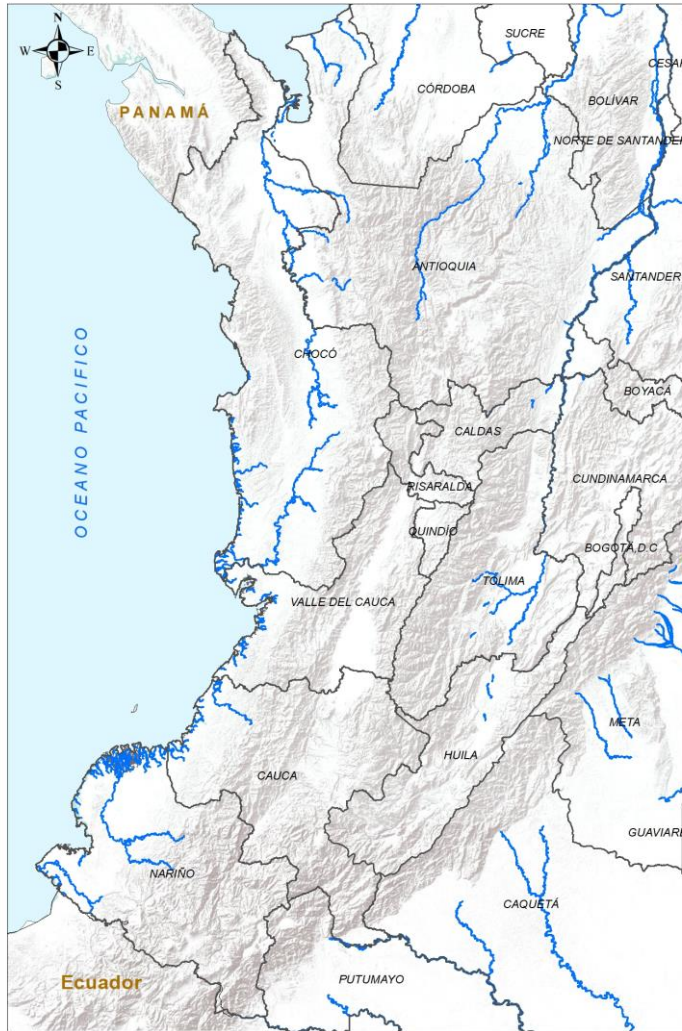 N
W E
S
SUCRE
CESAR
CÓRDOBA
BOLÍVAR
PANAMÁ
NORTE DE SANTANDER
ANTIOQUIA
SANTANDER
OCEANO PACIFICO
CHOCÓ
BOYACÁ
CALDAS
CUNDINAMARCA
RISARALDA
QUINDÍO
BOGOTÁ, D.C
TOLIMA
VALLE DEL CAUCA
META
HUILA
CAUCA
GUAVIARE
NARIÑO
CAQUETÁ
Ecuador
PUTUMAYO